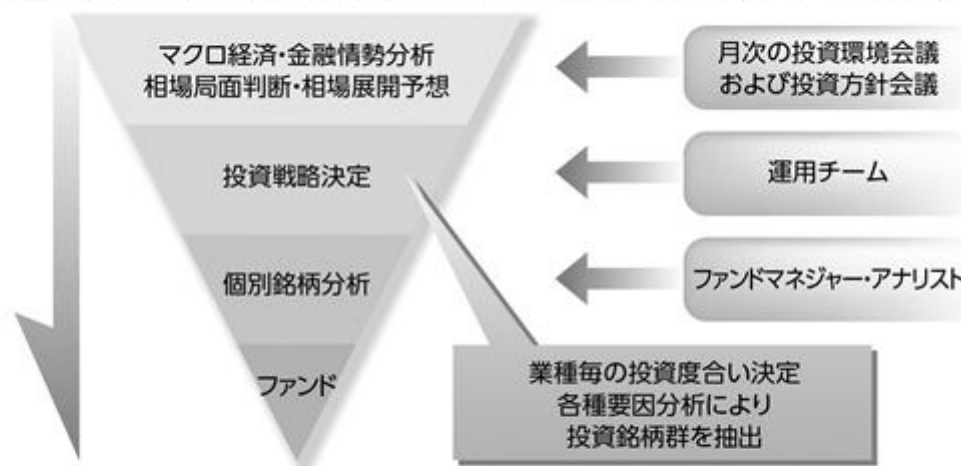 マクロ経済・金融情勢分析
相場局面判断・相場展開予想
月次の投資環境会議
および投資方針会議
投資戦略決定
運用チーム
個別銘柄分析
ファンドマネジャー・アナリスト
ファンド
業種毎の投資度合い決定
各種要因分析により
投資銘柄群を抽出